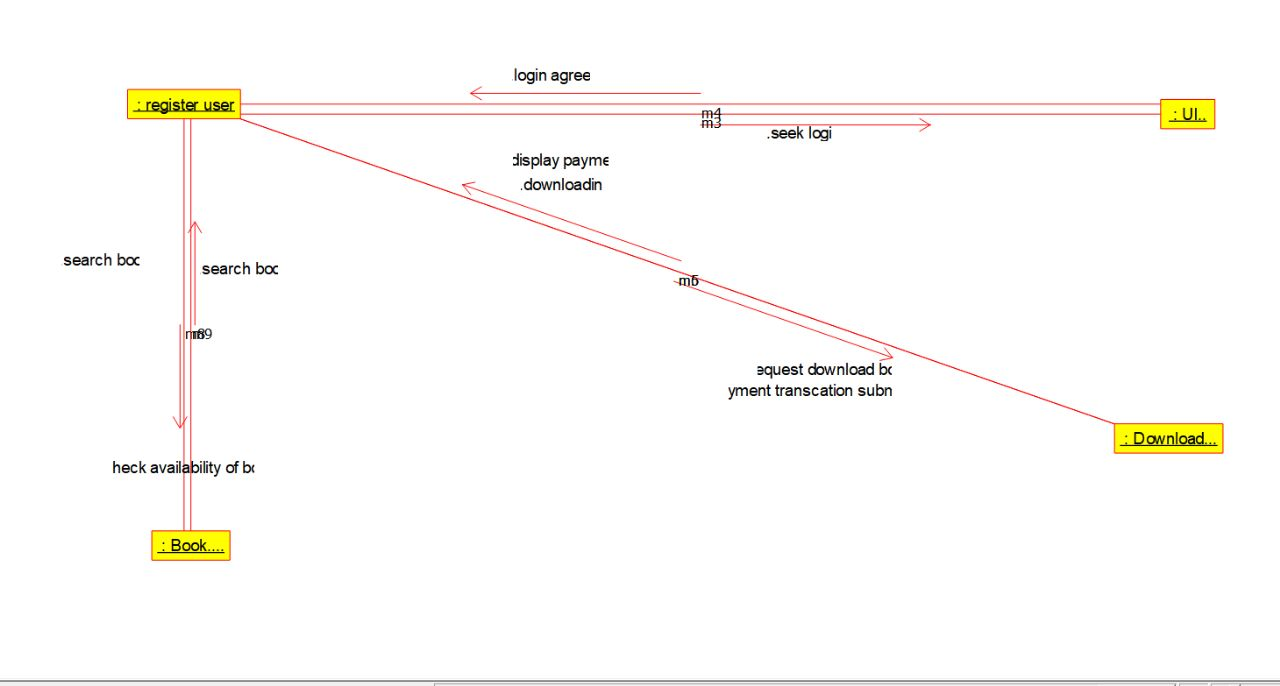 login agree
: register user
: UI..
m4
m3
.seek logi
display payme
.downloadin
search boc
search boc
m5
m9
equest download bo
yment transcation subn
: Download...
heck availability of bo
: Book....